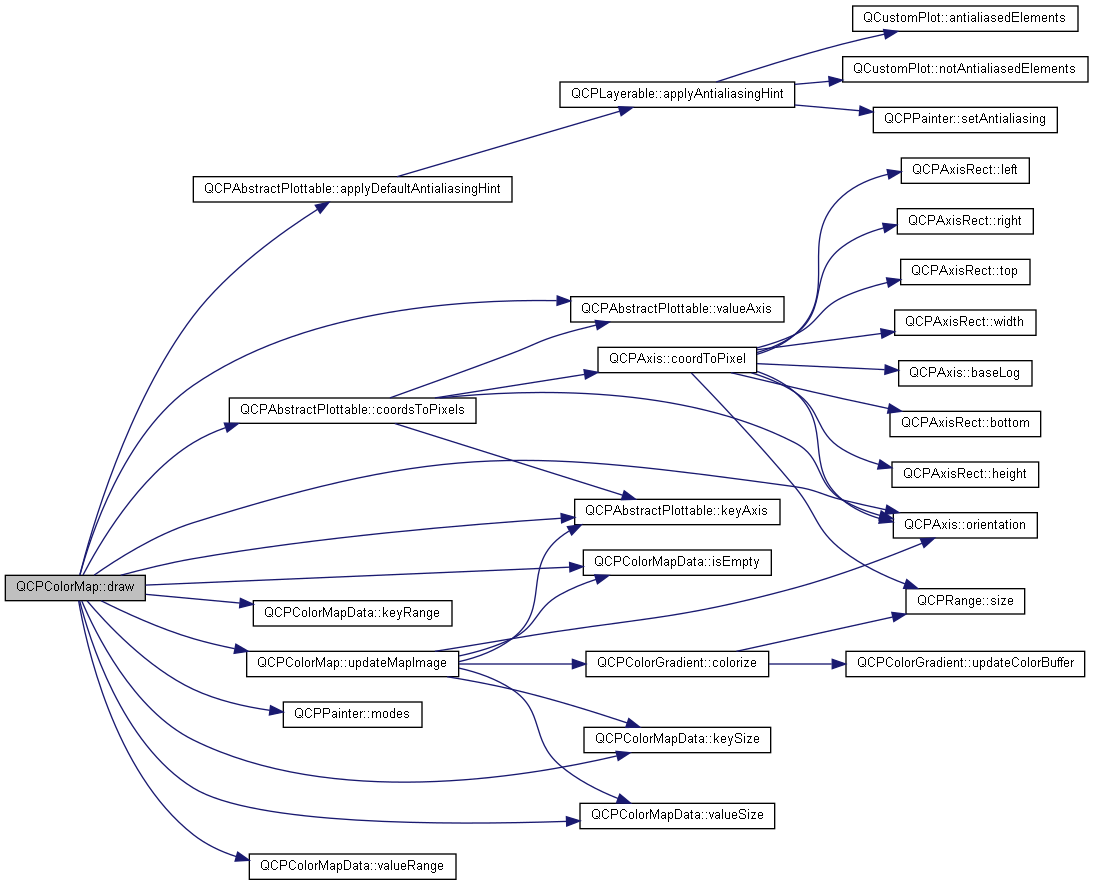 QCustomPlot::antialiasedElements
QCustomPlot::notAntialiasedElements
QCPLayerable::applyAntialiasingHint
QCPPainter::setAntialiasing
QCPAxisRect::left
QCPAbstractPlottable::applyDefaultAntialiasingHint
QCPAxisRect::right
QCPAxisRect::top
QCPAbstractPlottable::valueAxis
QCPAxisRect::width
QCPAxis::coordToPixel
QCPAxis::baseLog
QCPAbstractPlottable::coordsToPixels
QCPAxisRect::bottom
QCPAxisRect::height
QCPAbstractPlottable::keyAxis
QCPAxis::orientation
QCPColorMapData::isEmpty
QCPColorMap::draw
QCPRange::size
QCPColorMapData::keyRange
QCPColorMap::updateMapImage
QCPColorGradient::colorize
QCPColorGradient::updateColorBuffer
QCPPainter::modes
QCPColorMapData::keySize
QCPColorMapData::valueSize
QCPColorMapData::valueRange